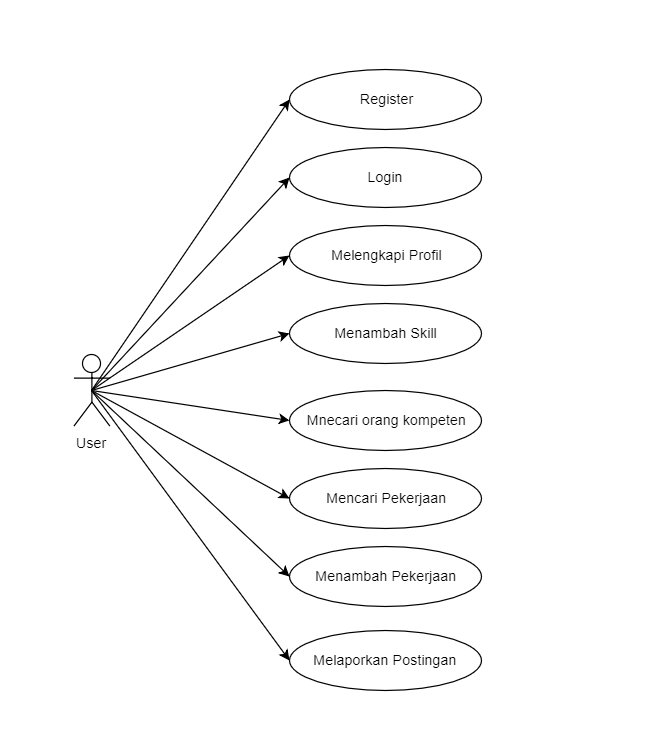 Register
Login
Melengkapi Profil
Menambah Skill
User
Mnecari orang kompeten
Mencari Pekerjaan
Menambah Pekerjaan
Melaporkan Postingan